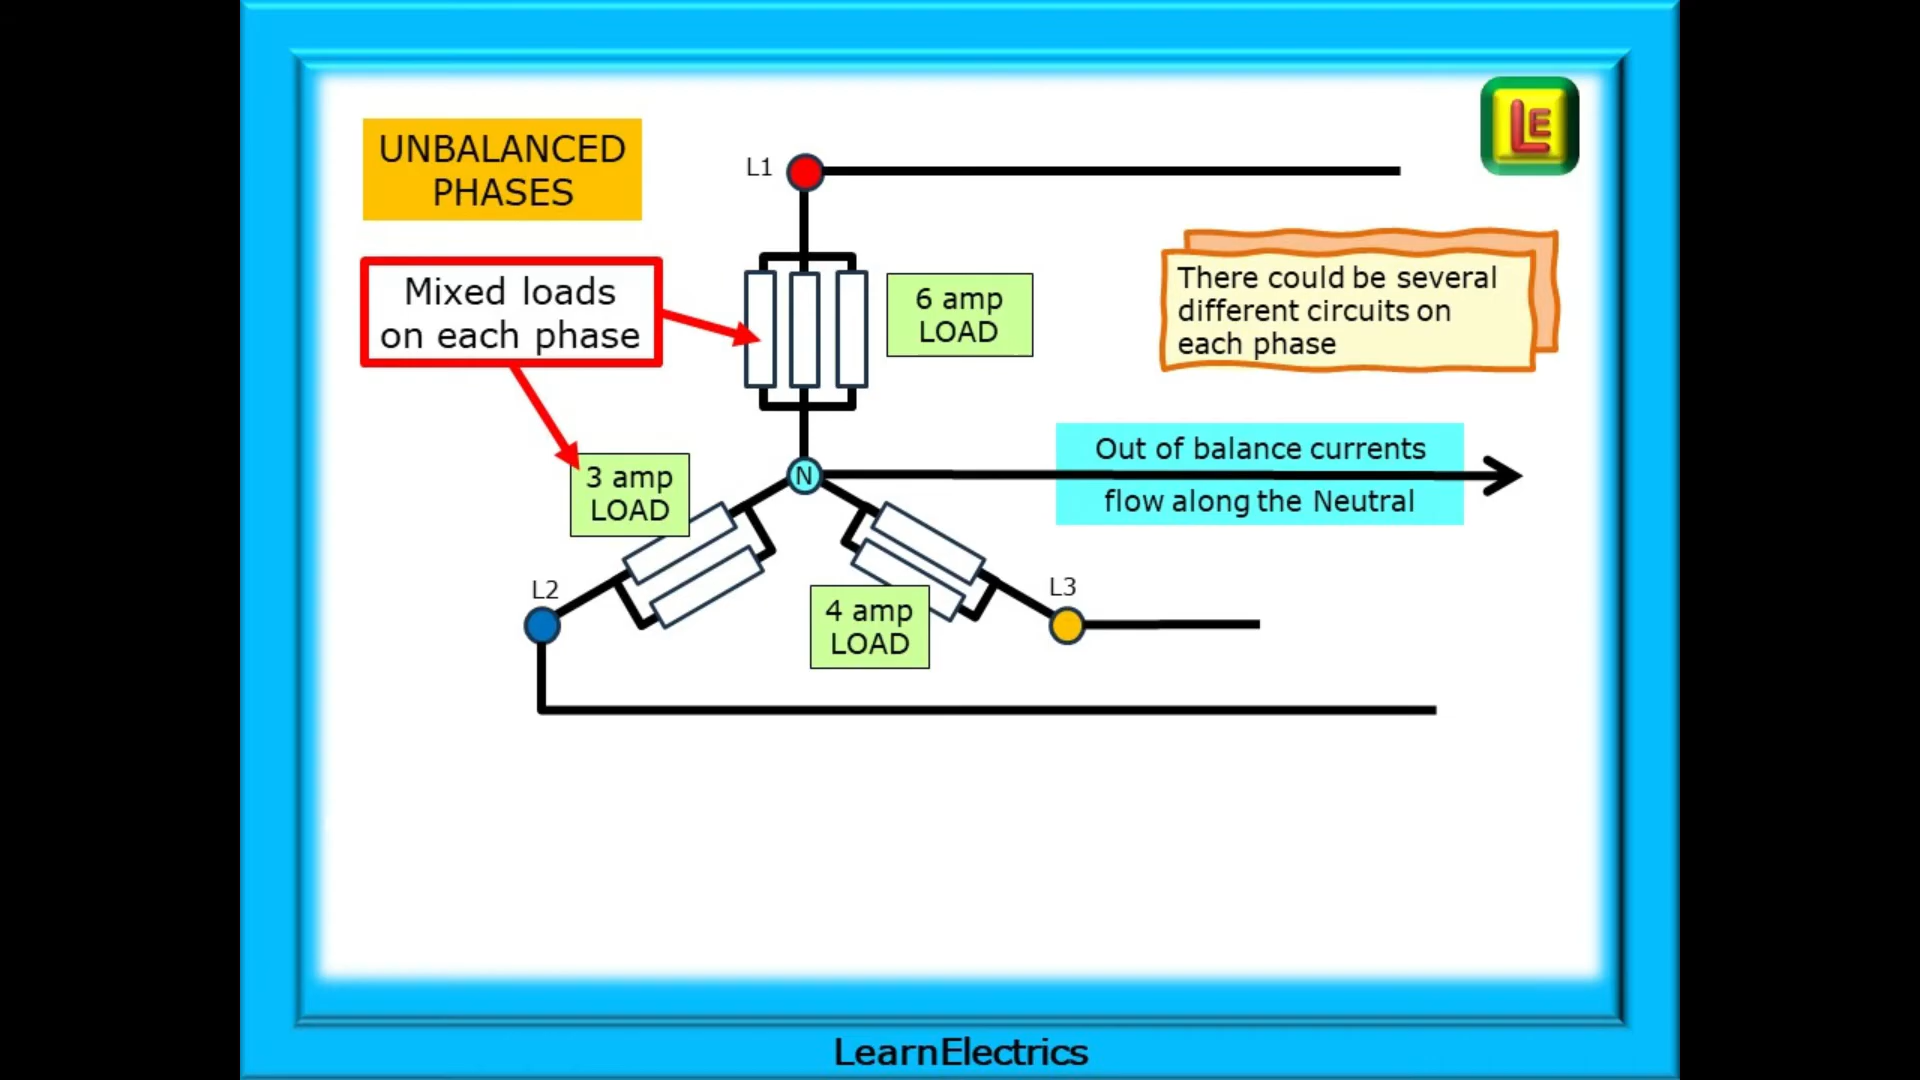 LE
UNBALANCED
PHASES
L1
Mixed loads
on each phase
6 amp
LOAD
There could be several
different circuits on
each phase
Out of balance currents
flow along the Neutral
N
3 amp
LOAD
L2
4 amp
LOAD
L3
LearnElectrics